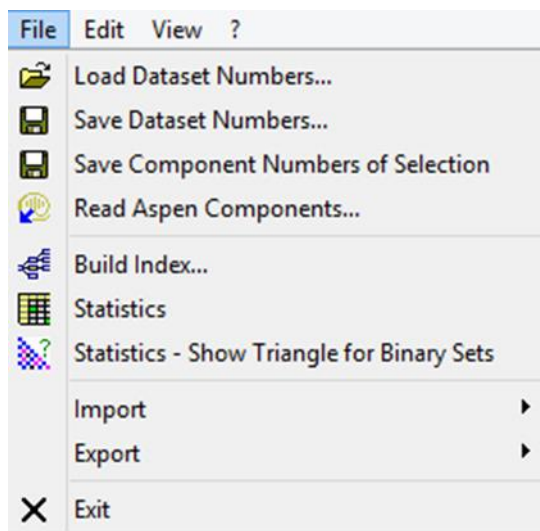 File Edit View ?
Load Dataset Numbers...
Save Dataset Numbers...
Save Component Numbers of Selection
Read Aspen Components...
Build Index...
Statistics
Statistics - Show Triangle for Binary Sets
Import
Export
Exit